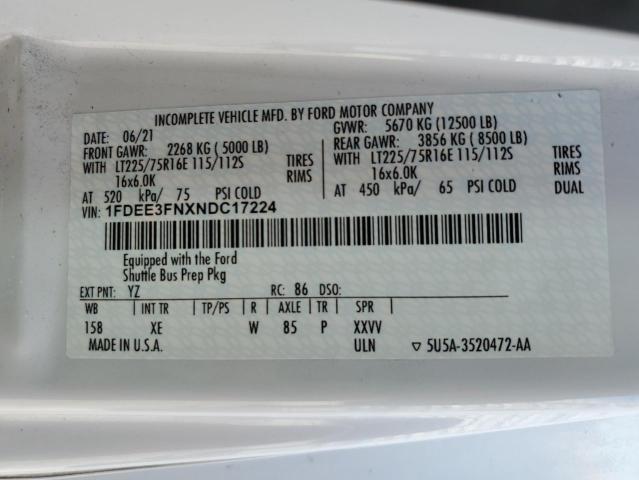 INCOMPLETE VEHICLE MFD. BY FORD MOTOR COMPANY
DATE: 06/21 GVWR: 5670 KG (12500 LB)
FRONT GAWR: 2268 KG ( 5000 LB) REAR GAWR: 3856 KG ( 8500 LB)
WITH LT225/75R16E 115/112S TIRES WITH LT225/75R16E 115/112S TIRES
16x6.0K RIMS 16x6.0K RIMS
AT 520 kPa/ 75 PSI COLD AT 450 kPa/ 65 PSI COLD DUAL
VIN: 1FDEE3FNXNDC17224
Equipped with the Ford
Shuttle Bus Prep Pkg
EXT PNT: YZ RC: 86 DSO:
WB INT TR TP/PS R AXLE TR SPR
158 XE W 85 P XXVV
MADE IN U.S.A. ULN ▽ 5U5A-3520472-AA